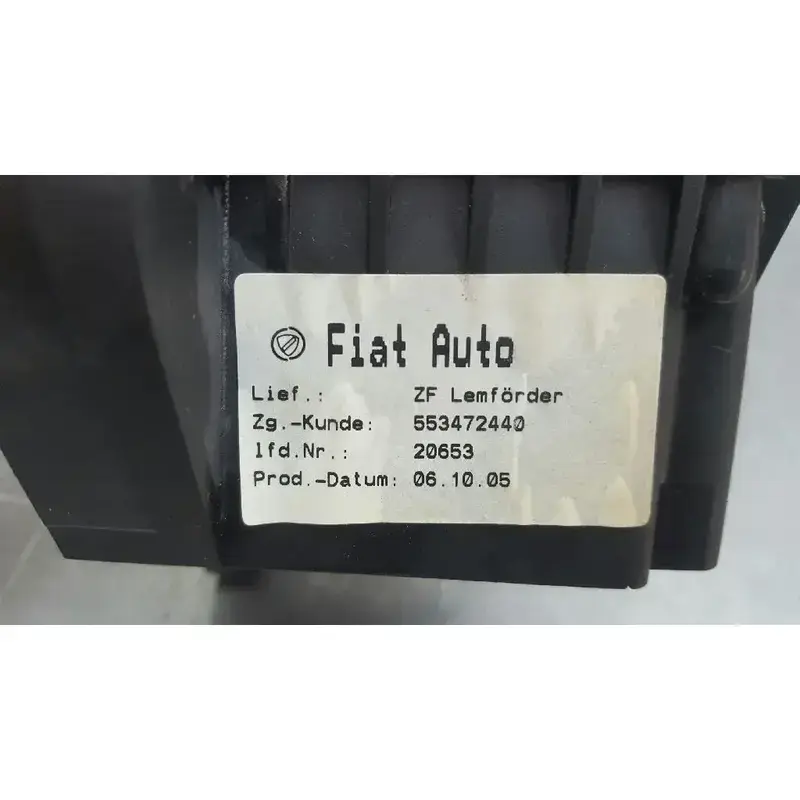 Fiat Auto
Lief.: ZF Lemförder
Zg.-Kunde: 553472440
lfd.Nr.: 20653
Prod.-Datum: 06.10.05